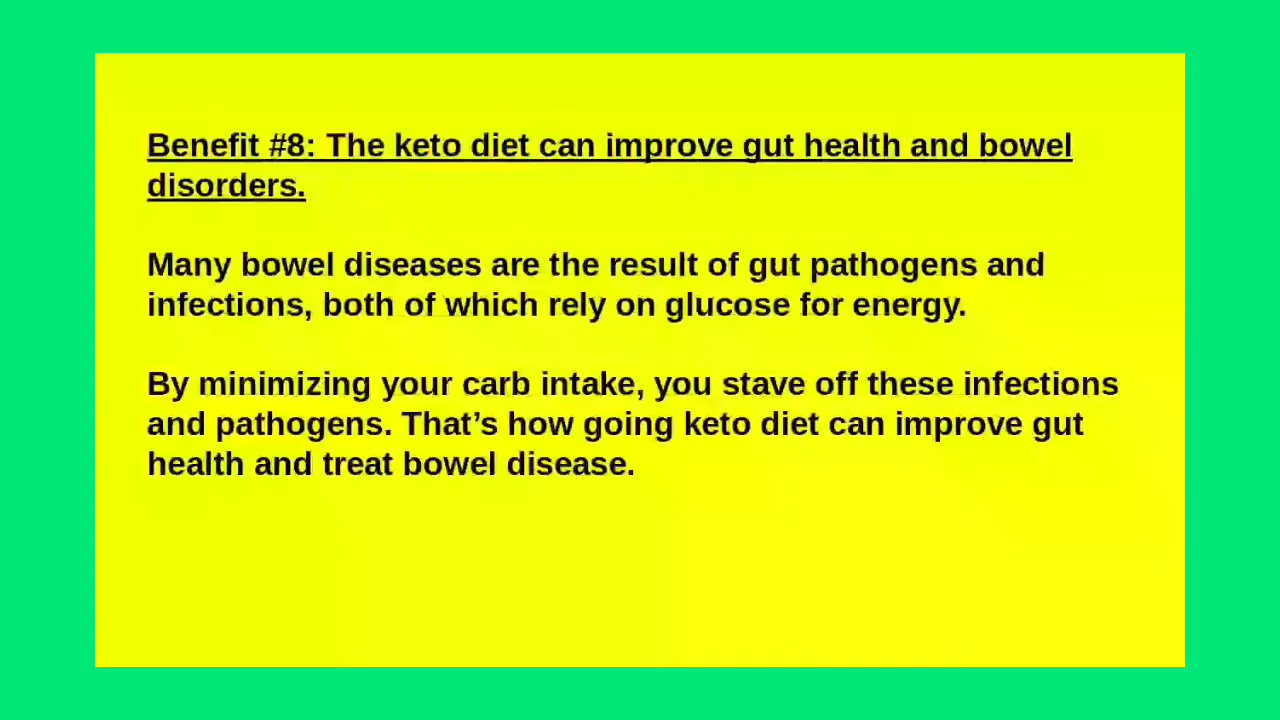 Benefit #8: The keto diet can improve gut health and bowel
disorders.
Many bowel diseases are the result of gut pathogens and
infections, both of which rely on glucose for energy.
By minimizing your carb intake, you stave off these infections
and pathogens. That’s how going keto diet can improve gut
health and treat bowel disease.